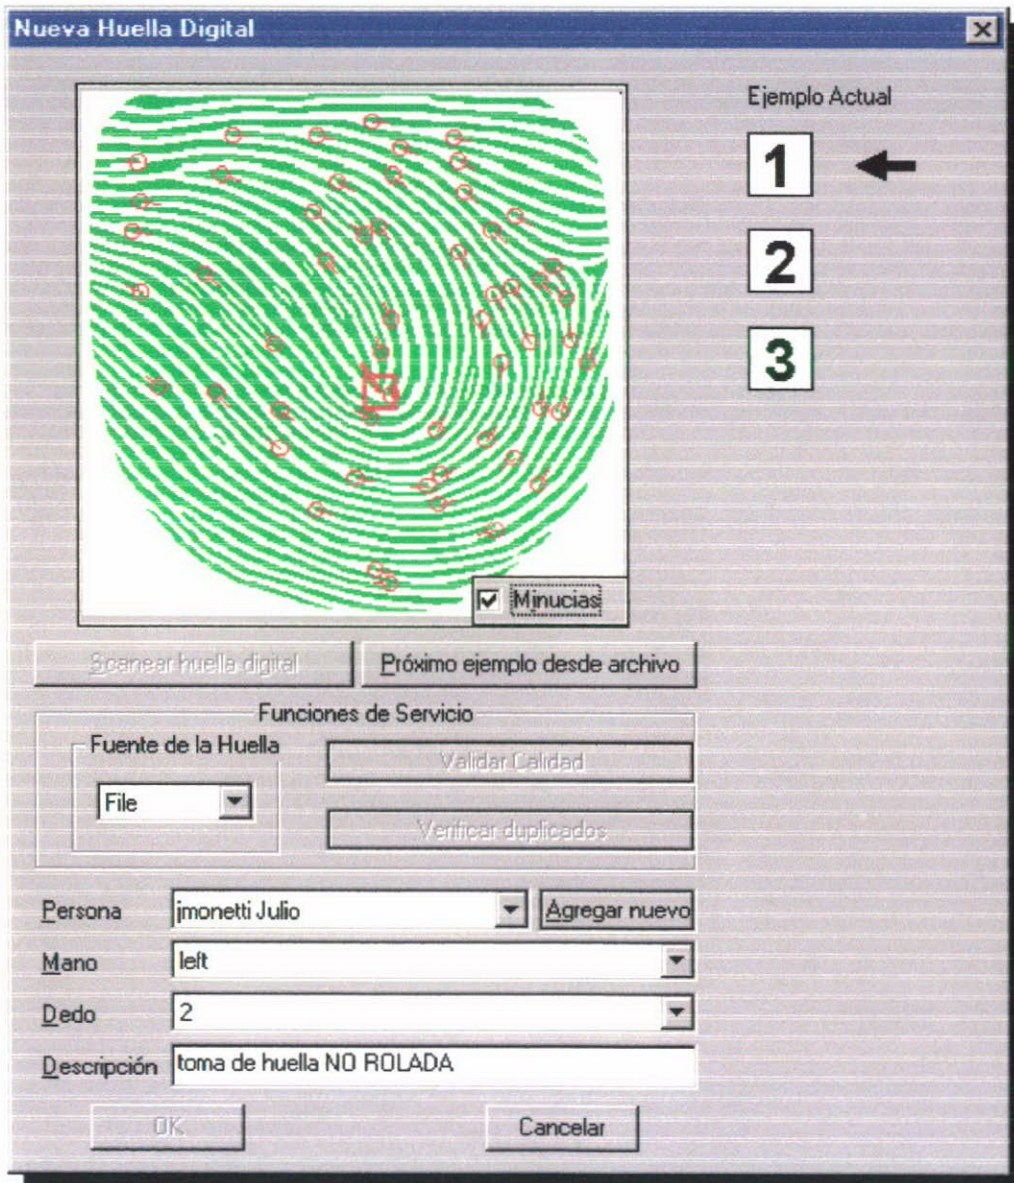 Nueva Huella Digital
Ejemplo Actual
1
2
3
Minucias
Scanear huella digital
Próximo ejemplo desde archivo
Funciones de Servicio
Fuente de la Huella
File
Validar Calidad
Verificar duplicados
Persona
jmonetti Julio
Agregar nuevo
Mano
left
Dedo
2
Descripción
toma de huella NO ROLADA
OK
Cancelar